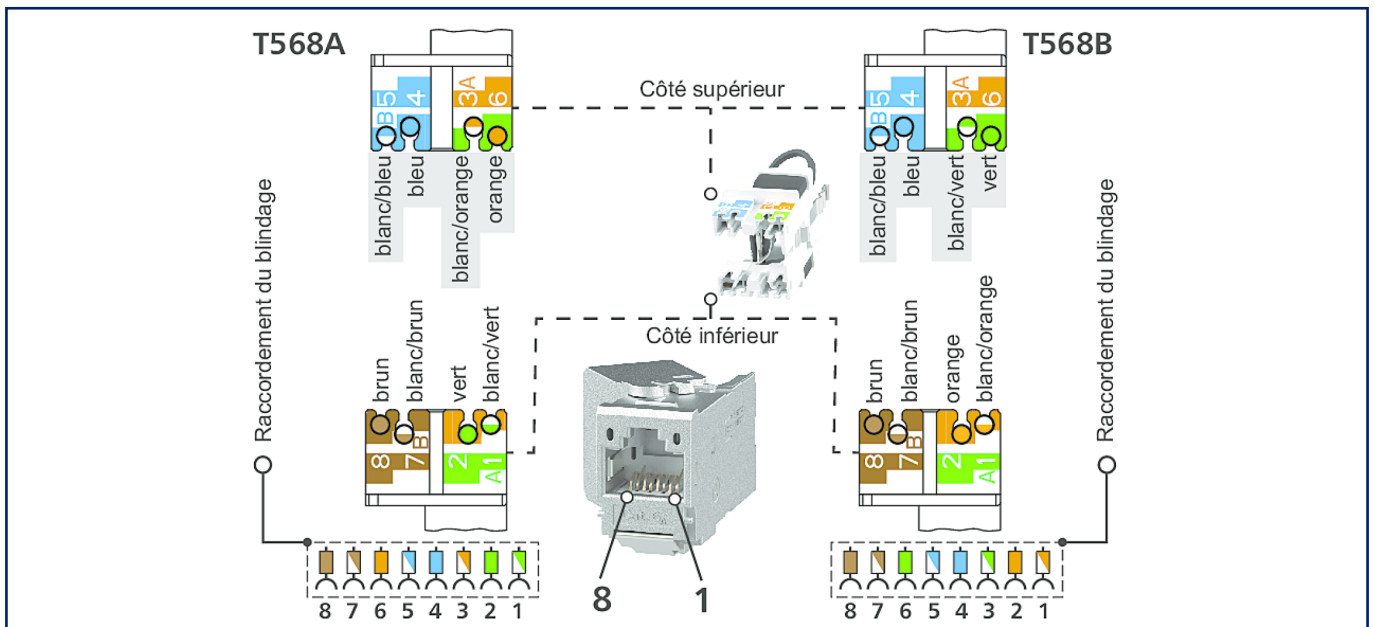 T568A
T568B
Côté supérieur
B5
4
3A
6
B5
4
3A
6
blanc/bleu
bleu
blanc/orange
orange
blanc/bleu
bleu
blanc/vert
vert
Raccordement du blindage
Raccordement du blindage
Côté inférieur
brun
blanc/brun
vert
blanc/vert
brun
blanc/brun
orange
blanc/orange
8
7B
2
A1
8
7B
2
A1
8 7 6 5 4 3 2 1
8
1
8 7 6 5 4 3 2 1